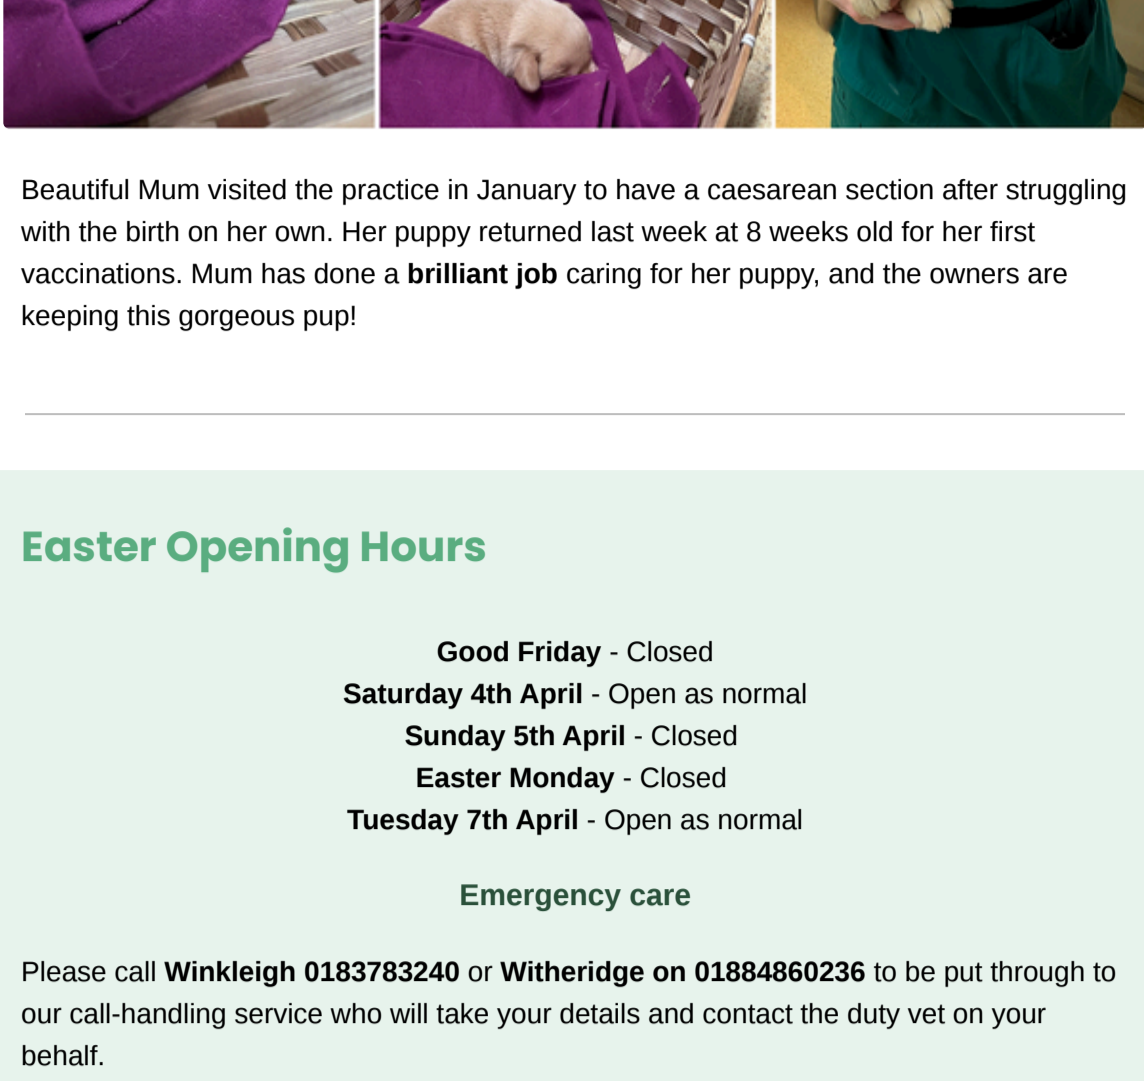 Beautiful Mum visited the practice in January to have a caesarean section after struggling
with the birth on her own. Her puppy returned last week at 8 weeks old for her first
vaccinations. Mum has done a brilliant job caring for her puppy, and the owners are
keeping this gorgeous pup!
Easter Opening Hours
Good Friday - Closed
Saturday 4th April - Open as normal
Sunday 5th April - Closed
Easter Monday - Closed
Tuesday 7th April - Open as normal
Emergency care
Please call Winkleigh 0183783240 or Witheridge on 01884860236 to be put through to
our call-handling service who will take your details and contact the duty vet on your
behalf.